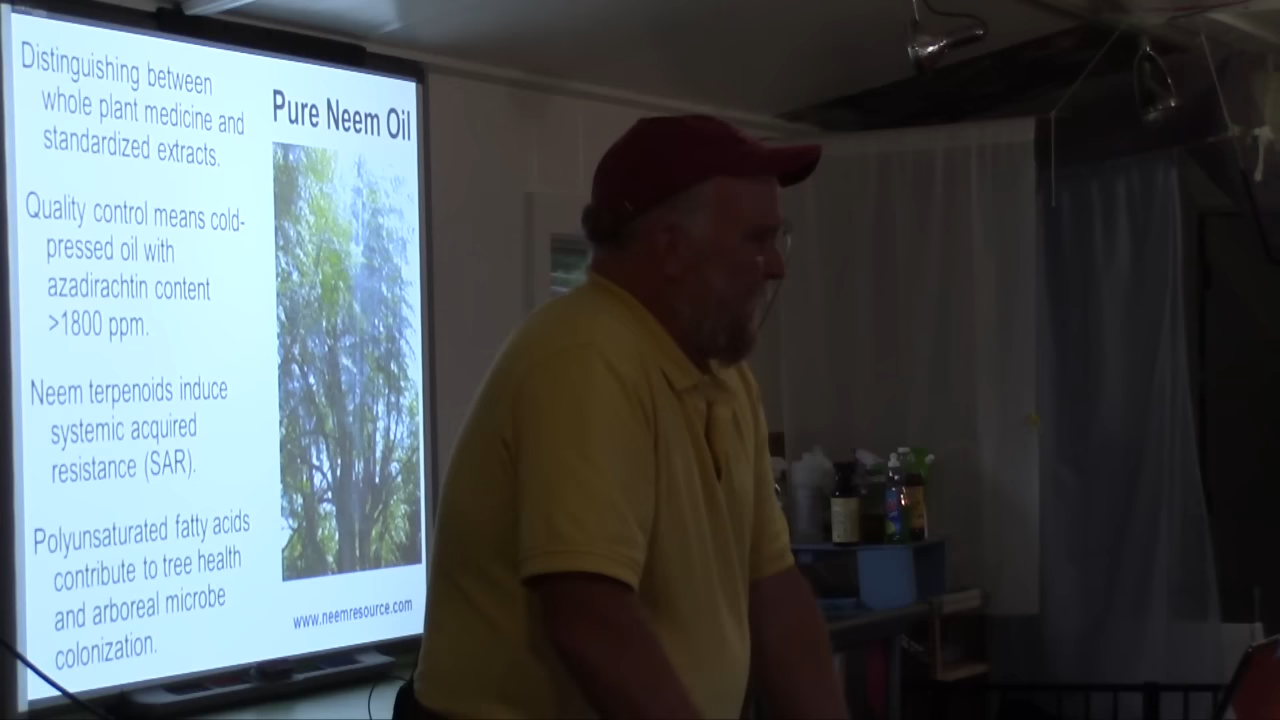 Distinguishing between
whole plant medicine and
standardized extracts.
Quality control means cold-
pressed oil with
azadirachtin content
>1800 ppm.
Neem terpenoids induce
systemic acquired
resistance (SAR).
Polyunsaturated fatty acids
contribute to tree health
and arboreal microbe
colonization.
Pure Neem Oil
www.neemresource.com